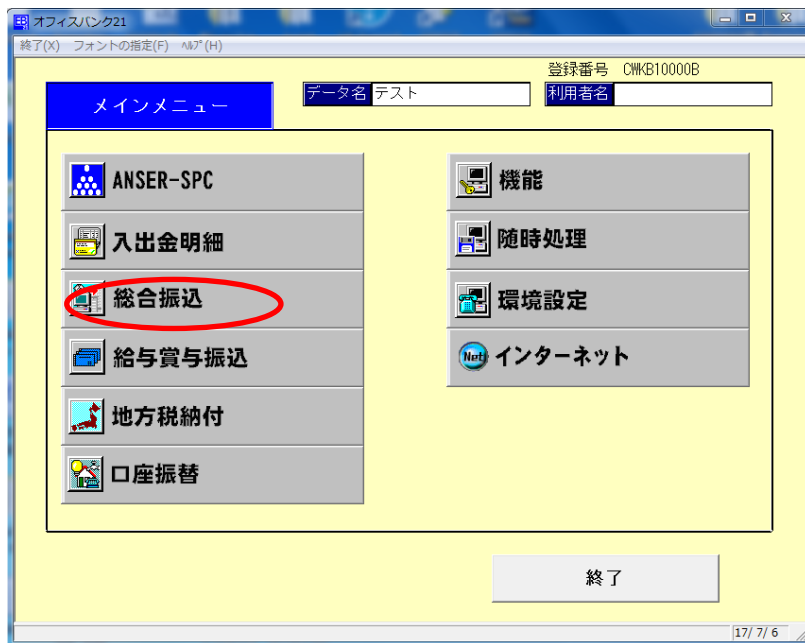 オフィスバンク21
終了(X) フォントの指定(F) ﾍﾙﾌﾟ(H)
登録番号 CWKB10000B
メインメニュー
データ名 テスト
利用者名
ANSER-SPC
入出金明細
総合振込
給与賞与振込
地方税納付
口座振替
機能
随時処理
環境設定
Net インターネット
終了
17/ 7/ 6